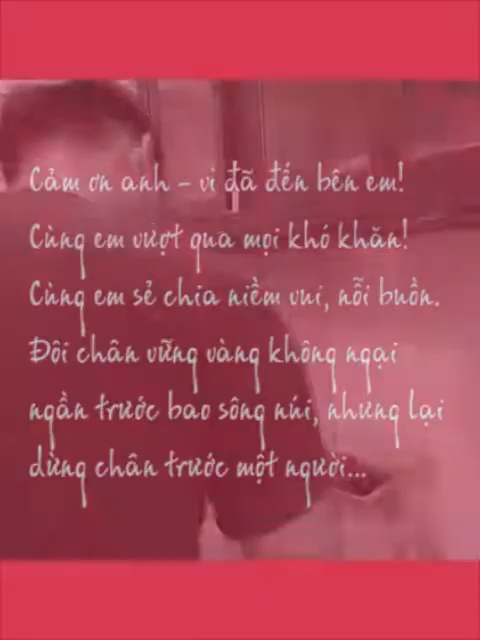 Cảm ơn anh - vì đã đến bên em!
Cùng em vượt qua mọi khó khăn!
Cùng em sẻ chia niềm vui, nỗi buồn.
Đôi chân vững vàng không ngại
ngần trước bao sông núi, nhưng lại
dừng chân trước một người...